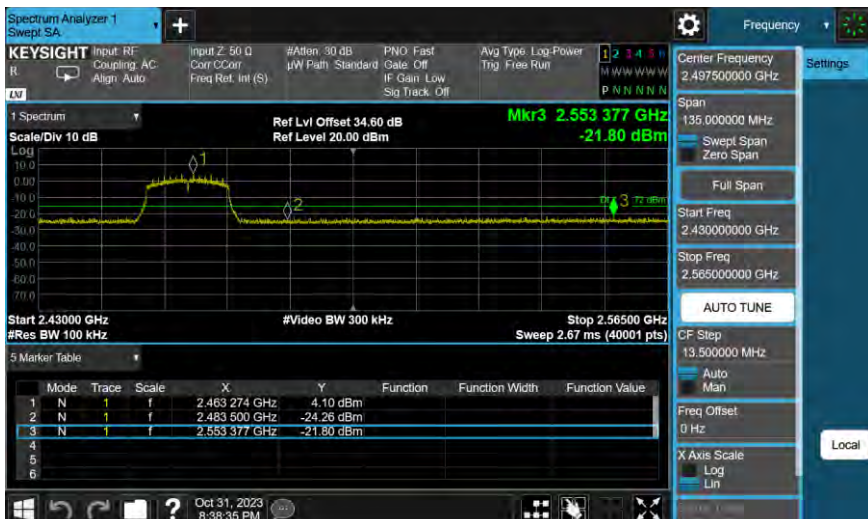 Spectrum Analyzer 1
Swept SA
+
Frequency
KEYSIGHT Input: RF
Coupling: AC
Align: Auto
R
LXI
Input Z: 50 Ω
Corr CCorr
Freq Ref: Int (S)
#Atten: 30 dB
µW Path: Standard
PNO: Fast
Gate: Off
IF Gain: Low
Sig Track: Off
Avg Type: Log-Power
Trig: Free Run
1 2 3 4 5 6
M W W W W W
P N N N N N
1 Spectrum
Scale/Div 10 dB
Ref Lvl Offset 34.60 dB
Ref Level 20.00 dBm
Mkr3 2.553 377 GHz
-21.80 dBm
Log
10.0
0.00
-10.0
-20.0
-30.0
-40.0
-50.0
-60.0
-70.0
1
2
3
Start 2.43000 GHz
#Res BW 100 kHz
#Video BW 300 kHz
Stop 2.56500 GHz
Sweep 2.67 ms (40001 pts)
5 Marker Table
Mode Trace Scale X Y Function Function Width Function Value
1 N 1 f 2.463 274 GHz 4.10 dBm
2 N 1 f 2.483 500 GHz -24.26 dBm
3 N 1 f 2.553 377 GHz -21.80 dBm
4
5
6
?
Oct 31, 2023
8:38:35 PM
Center Frequency
2.497500000 GHz
Settings
Span
135.000000 MHz
Swept Span
Zero Span
Full Span
Start Freq
2.430000000 GHz
Stop Freq
2.565000000 GHz
AUTO TUNE
CF Step
13.500000 MHz
Auto
Man
Freq Offset
0 Hz
X Axis Scale
Log
Lin
Local